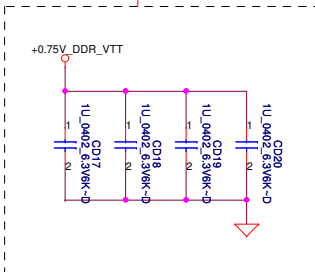 +0.75V_DDR_VTT
1
2
CD17
1U_0402_6.3V6K~D
1
2
CD18
1U_0402_6.3V6K~D
1
2
CD19
1U_0402_6.3V6K~D
1
2
CD20
1U_0402_6.3V6K~D